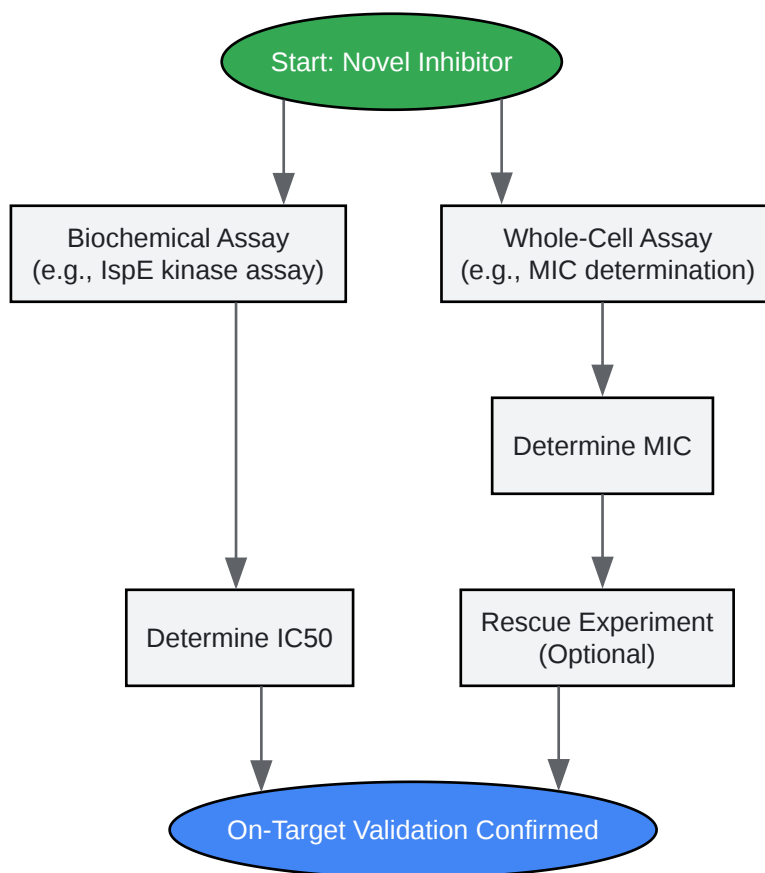 Start: Novel Inhibitor
Biochemical Assay
(e.g., IspE kinase assay)
Whole-Cell Assay
(e.g., MIC determination)
Determine MIC
Determine IC50
Rescue Experiment
(Optional)
On-Target Validation Confirmed